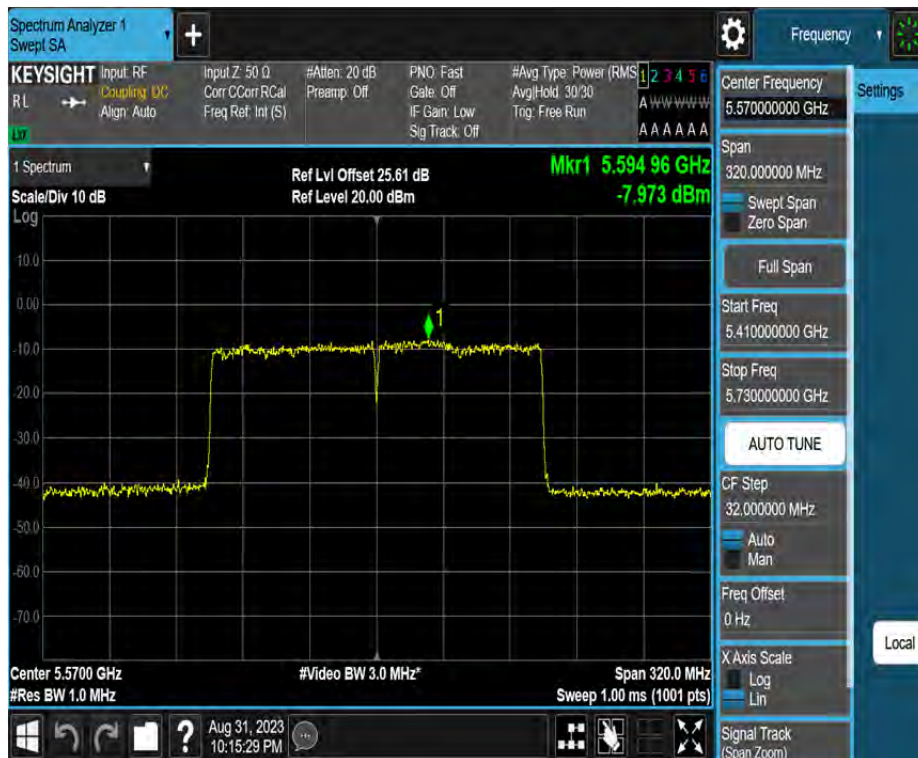 Spectrum Analyzer 1
Swept SA
Frequency
KEYSIGHT
RL
Input: RF
Coupling: DC
Align: Auto
Input Z: 50 Ω
Corr CCorr RCal
Freq Ref: Int (S)
#Atten: 20 dB
Preamp: Off
PNO: Fast
Gate: Off
IF Gain: Low
Sig Track: Off
#Avg Type: Power (RMS
Avg|Hold: 30/30
Trig: Free Run
1 2 3 4 5 6
A W W W W W
A A A A A A
LXI
1 Spectrum
Scale/Div 10 dB
Ref Lvl Offset 25.61 dB
Ref Level 20.00 dBm
Mkr1 5.594 96 GHz
-7.973 dBm
Log
10.0
0.00
-10.0
-20.0
-30.0
-40.0
-50.0
-60.0
-70.0
1
Center 5.5700 GHz
#Res BW 1.0 MHz
#Video BW 3.0 MHz*
Span 320.0 MHz
Sweep 1.00 ms (1001 pts)
Center Frequency
5.570000000 GHz
Settings
Span
320.000000 MHz
Swept Span
Zero Span
Full Span
Start Freq
5.410000000 GHz
Stop Freq
5.730000000 GHz
AUTO TUNE
CF Step
32.000000 MHz
Auto
Man
Freq Offset
0 Hz
X Axis Scale
Log
Lin
Local
Signal Track
(Span Zoom)
?
Aug 31, 2023
10:15:29 PM